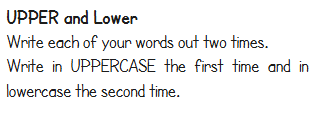 UPPER and Lower
Write each of your words out two times.
Write in UPPERCASE the first time and in
lowercase the second time.